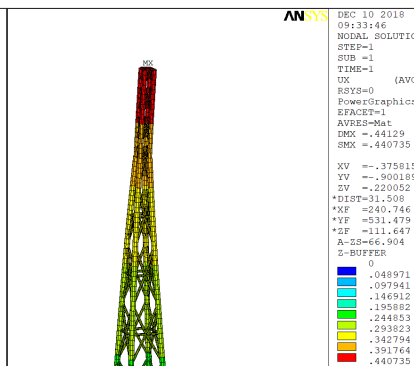 ANSYS
DEC 10 2018
09:33:46
NODAL SOLUTIO
STEP=1
SUB =1
TIME=1
UX (AVG
RSYS=0
PowerGraphics
EFACET=1
AVRES=Mat
DMX =.44129
SMX =.440735
XV =-.375815
YV =-.900189
ZV =.220052
*DIST=31.508
*XF =240.746
*YF =531.479
*ZF =111.647
A-ZS=66.904
Z-BUFFER
0
.048971
.097941
.146912
.195882
.244853
.293823
.342794
.391764
.440735
MX